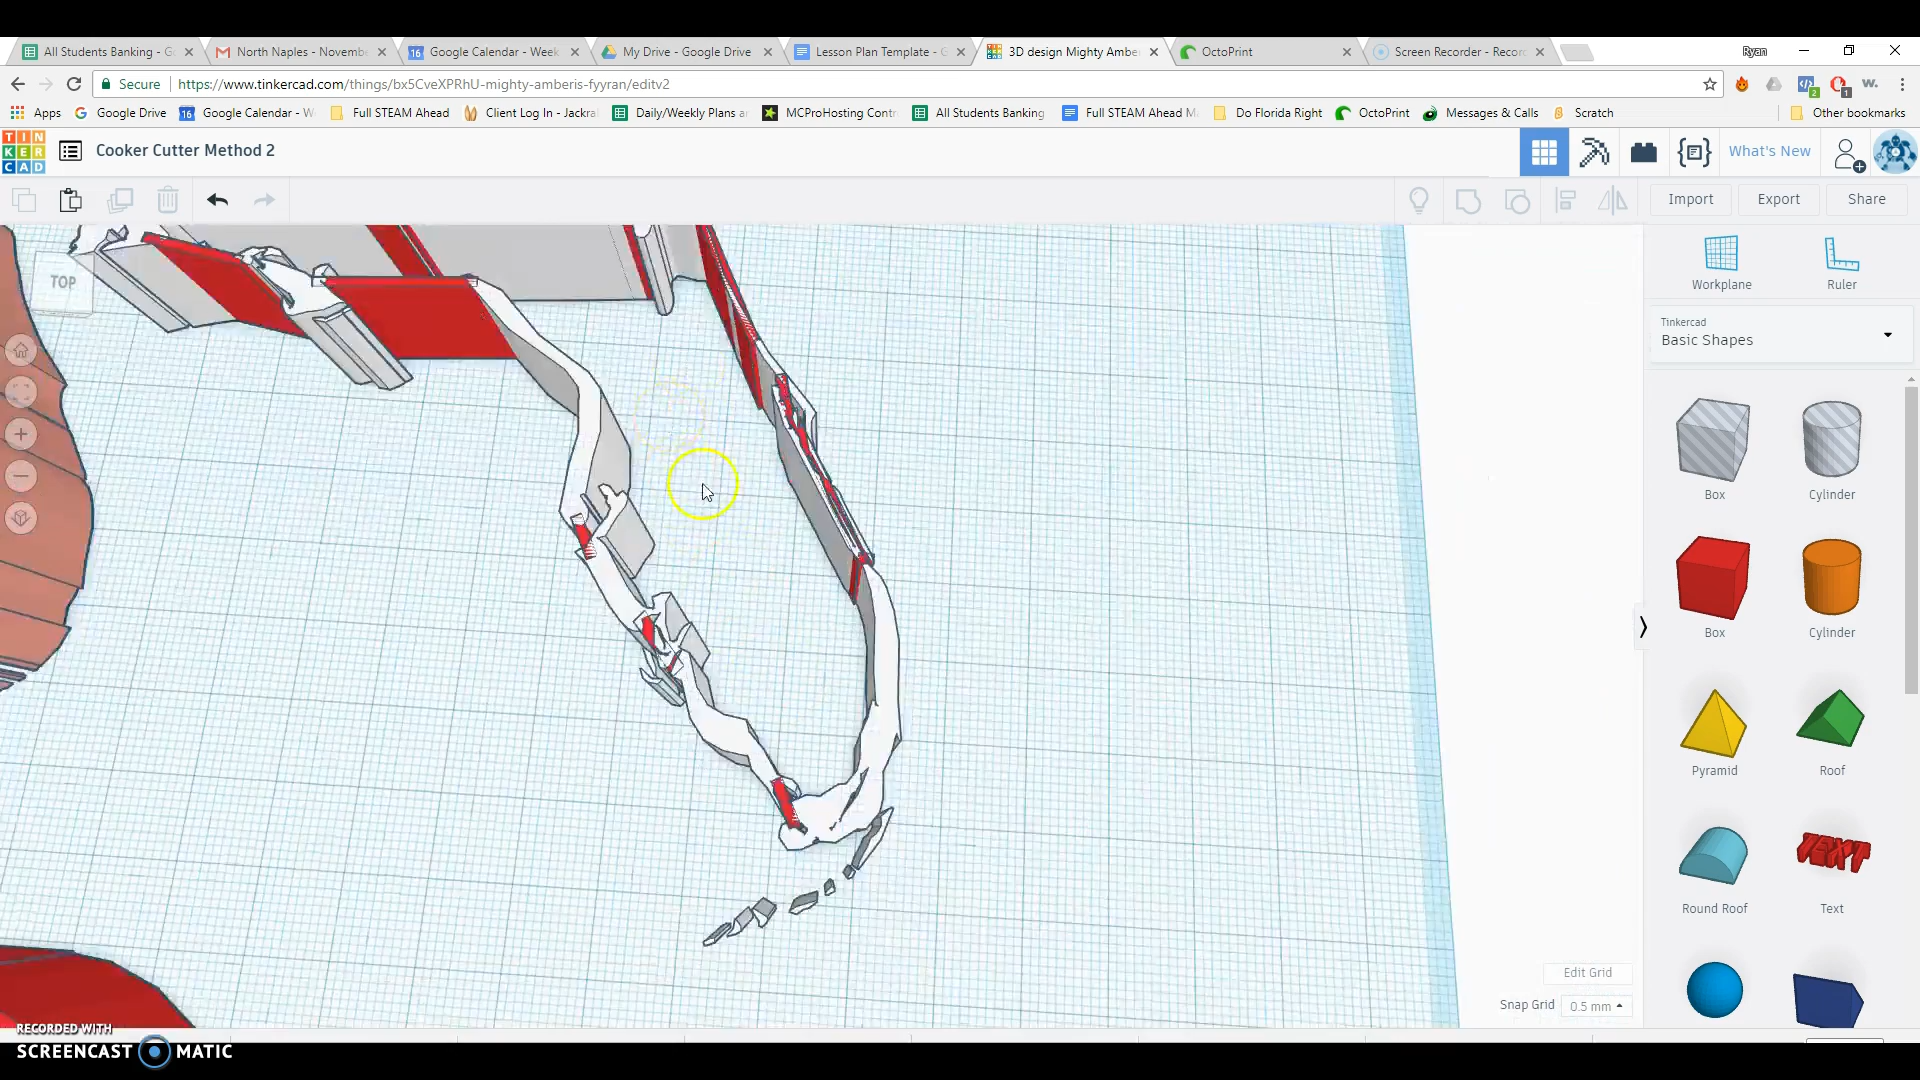 All Students Banking - G
North Naples - Novembe
Google Calendar - Week
My Drive - Google Drive
Lesson Plan Template - G
3D design Mighty Ambe
OctoPrint
Screen Recorder - Recor
Ryan
Secure
https://www.tinkercad.com/things/bx5CveXPRhU-mighty-amberis-fyyran/editv2
Apps
Google Drive
Google Calendar - W
Full STEAM Ahead
Client Log In - Jackra
Daily/Weekly Plans ar
MCProHosting Contr
All Students Banking
Full STEAM Ahead M
Do Florida Right
OctoPrint
Messages & Calls
Scratch
Other bookmarks
TIN
KER
CAD
Cooker Cutter Method 2
What's New
Import
Export
Share
TOP
Workplane
Ruler
Tinkercad
Basic Shapes
Box
Cylinder
Box
Cylinder
Pyramid
Roof
Round Roof
Text
TEXT
Edit Grid
Snap Grid
0.5 mm
RECORDED WITH
SCREENCAST MATIC